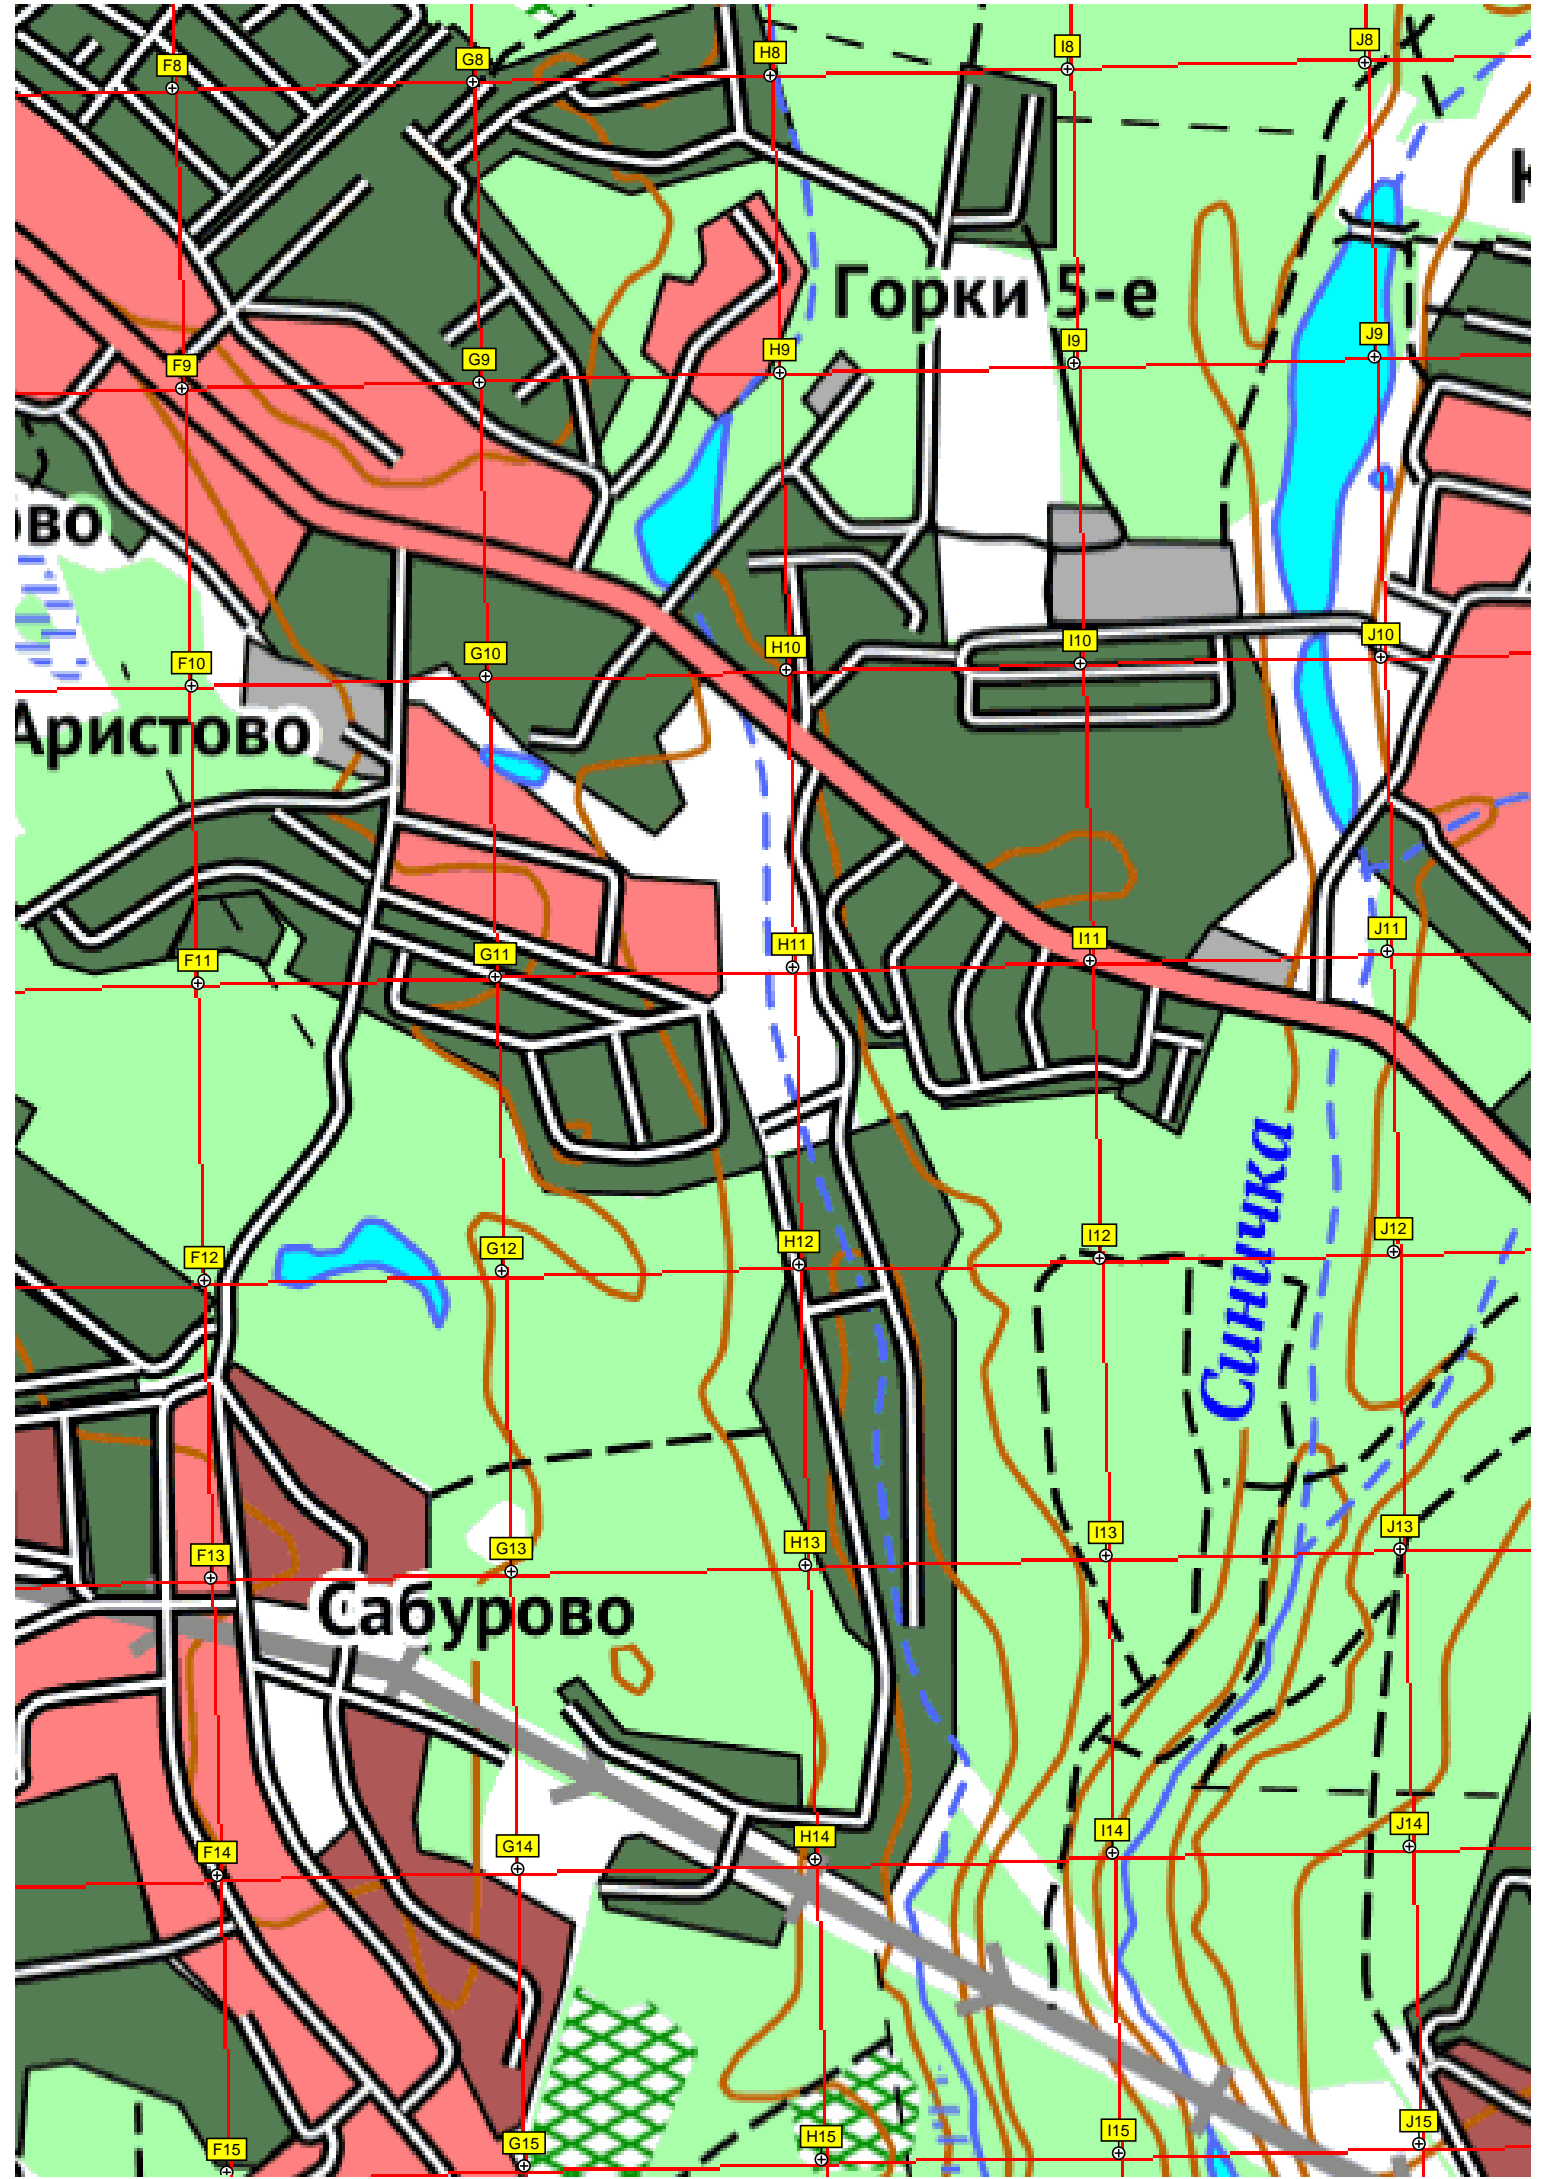 F8 G8 H8 I8 J8
Горки 5-е
F9 G9 H9 I9 J9
ово
F10 G10 H10 I10 J10
Аристово
F11 G11 H11 I11 J11
Синичка
F12 G12 H12 I12 J12
F13 G13 H13 I13 J13
Сабурово
F14 G14 H14 I14 J14
F15 G15 H15 I15 J15